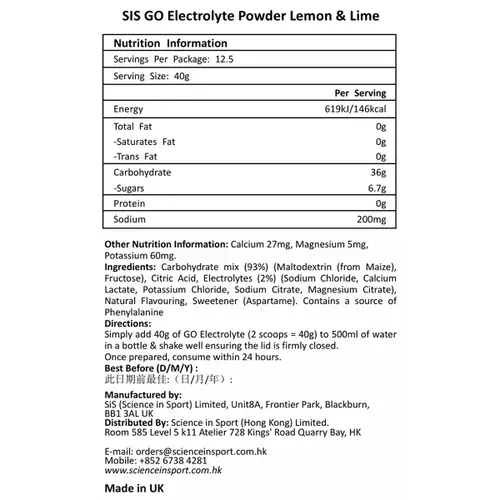 SIS GO Electrolyte Powder Lemon & Lime
Nutrition Information
Servings Per Package: 12.5
Serving Size: 40g
Per Serving
Energy 619kJ/146kcal
Total Fat 0g
-Saturates Fat 0g
-Trans Fat 0g
Carbohydrate 36g
-Sugars 6.7g
Protein 0g
Sodium 200mg
Other Nutrition Information: Calcium 27mg, Magnesium 5mg,
Potassium 60mg.
Ingredients: Carbohydrate mix (93%) (Maltodextrin (from Maize),
Fructose), Citric Acid, Electrolytes (2%) (Sodium Chloride, Calcium
Lactate, Potassium Chloride, Sodium Citrate, Magnesium Citrate),
Natural Flavouring, Sweetener (Aspartame). Contains a source of
Phenylalanine
Directions:
Simply add 40g of GO Electrolyte (2 scoops = 40g) to 500ml of water
in a bottle & shake well ensuring the lid is firmly closed.
Once prepared, consume within 24 hours.
Best Before (D/M/Y) :
此日期前最佳:（日/月/年）:
Manufactured by:
SiS (Science in Sport) Limited, Unit8A, Frontier Park, Blackburn,
BB1 3AL UK
Distributed By: Science in Sport (Hong Kong) Limited.
Room 585 Level 5 k11 Atelier 728 Kings' Road Quarry Bay, HK
E-mail: orders@scienceinsport.com.hk
Mobile: +852 6738 4281
www.scienceinsport.com.hk
Made in UK